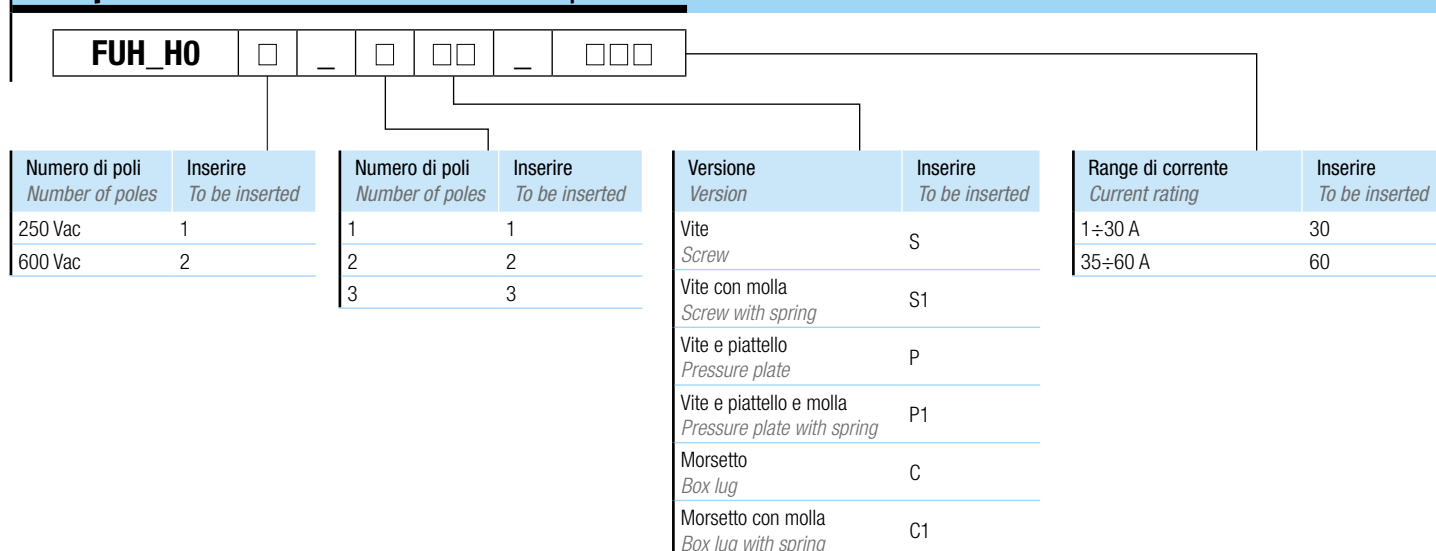 FUH_H0 □ _ □ □□ _ □□□
Numero di poli Inserire
Number of poles To be inserted
250 Vac 1
600 Vac 2
Numero di poli Inserire
Number of poles To be inserted
1 1
2 2
3 3
Versione Inserire
Version To be inserted
Vite S
Screw
Vite con molla S1
Screw with spring
Vite e piattello P
Pressure plate
Vite e piattello e molla P1
Pressure plate with spring
Morsetto C
Box lug
Morsetto con molla C1
Box lug with spring
Range di corrente Inserire
Current rating To be inserted
1÷30 A 30
35÷60 A 60